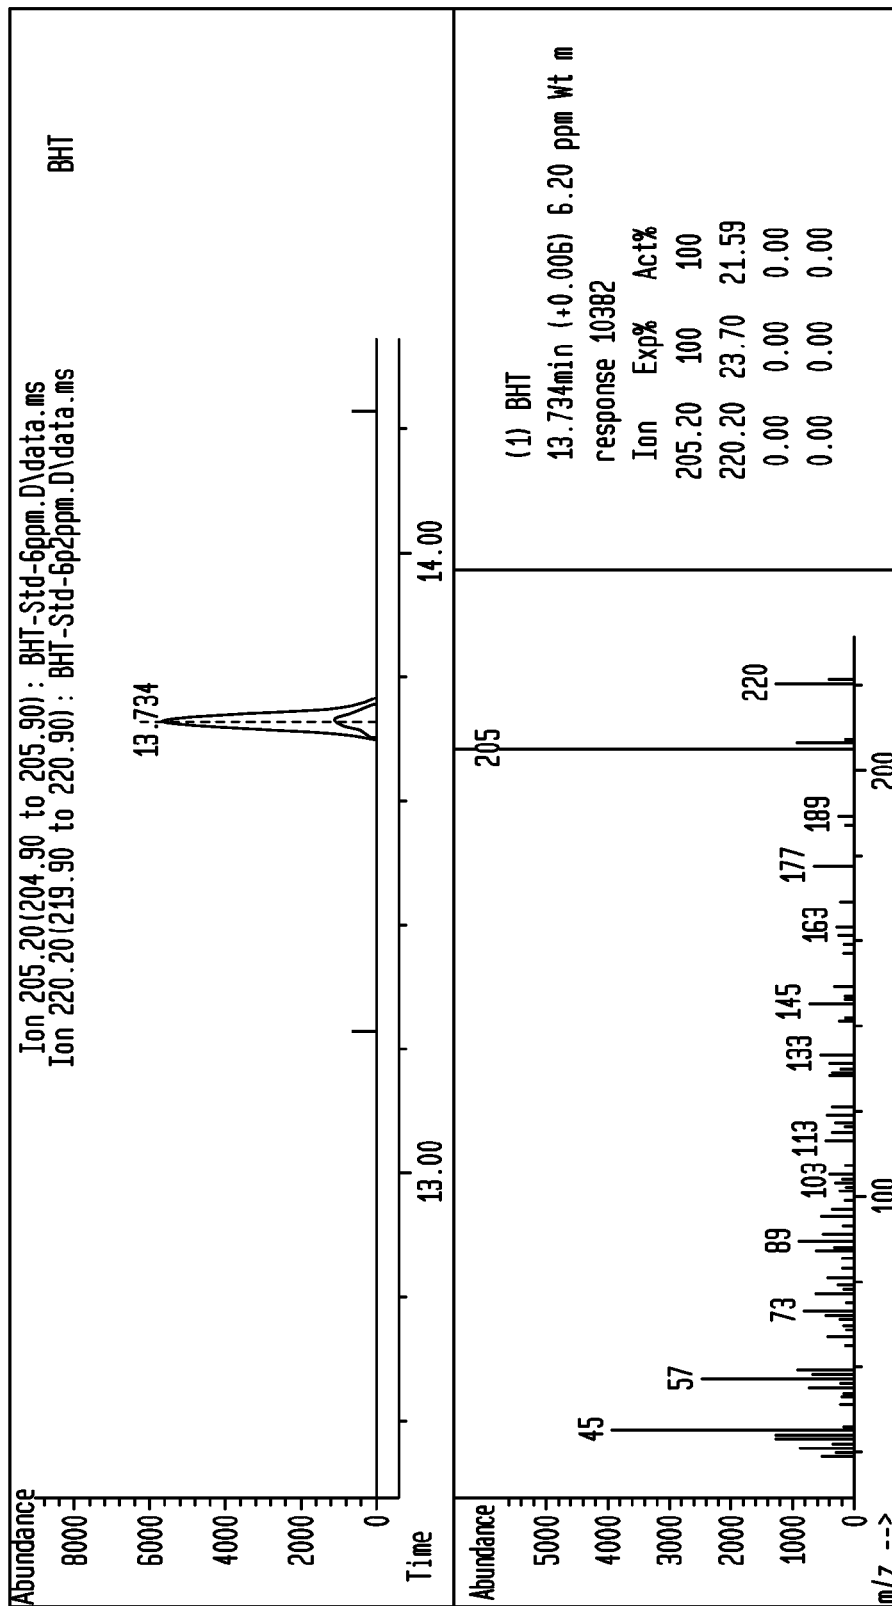 Abundance
Ion 205.20(204.90 to 205.90): BHT-Std-6ppm.D\data.ms
Ion 220.20(219.90 to 220.90): BHT-Std-6p2ppm.D\data.ms
BHT
8000
6000
4000
2000
0
13.734
Time
13.00
14.00
Abundance
5000
4000
3000
2000
1000
0
45
57
73
89
103
113
133
145
163
177
189
205
220
m/z -->
100
200
(1) BHT
13.734min (+0.006) 6.20 ppm Wt m
response 10382
Ion Exp% Act%
205.20 100 100
220.20 23.70 21.59
0.00 0.00 0.00
0.00 0.00 0.00